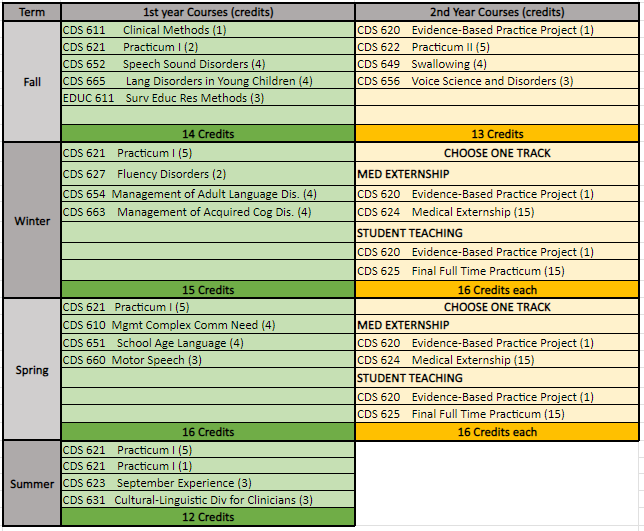 Term 1st year Courses (credits) 2nd Year Courses (credits)
Fall
CDS 611 Clinical Methods (1)
CDS 621 Practicum I (2)
CDS 652 Speech Sound Disorders (4)
CDS 665 Lang Disorders in Young Children (4)
EDUC 611 Surv Educ Res Methods (3)
14 Credits
CDS 620 Evidence-Based Practice Project (1)
CDS 622 Practicum II (5)
CDS 649 Swallowing (4)
CDS 656 Voice Science and Disorders (3)
13 Credits
Winter
CDS 621 Practicum I (5)
CDS 627 Fluency Disorders (2)
CDS 654 Management of Adult Language Dis. (4)
CDS 663 Management of Acquired Cog Dis. (4)
15 Credits
CHOOSE ONE TRACK
MED EXTERNSHIP
CDS 620 Evidence-Based Practice Project (1)
CDS 624 Medical Externship (15)
STUDENT TEACHING
CDS 620 Evidence-Based Practice Project (1)
CDS 625 Final Full Time Practicum (15)
16 Credits each
Spring
CDS 621 Practicum I (5)
CDS 610 Mgmt Complex Comm Need (4)
CDS 651 School Age Language (4)
CDS 660 Motor Speech (3)
16 Credits
CHOOSE ONE TRACK
MED EXTERNSHIP
CDS 620 Evidence-Based Practice Project (1)
CDS 624 Medical Externship (15)
STUDENT TEACHING
CDS 620 Evidence-Based Practice Project (1)
CDS 625 Final Full Time Practicum (15)
16 Credits each
Summer
CDS 621 Practicum I (5)
CDS 621 Practicum I (1)
CDS 623 September Experience (3)
CDS 631 Cultural-Linguistic Div for Clinicians (3)
12 Credits